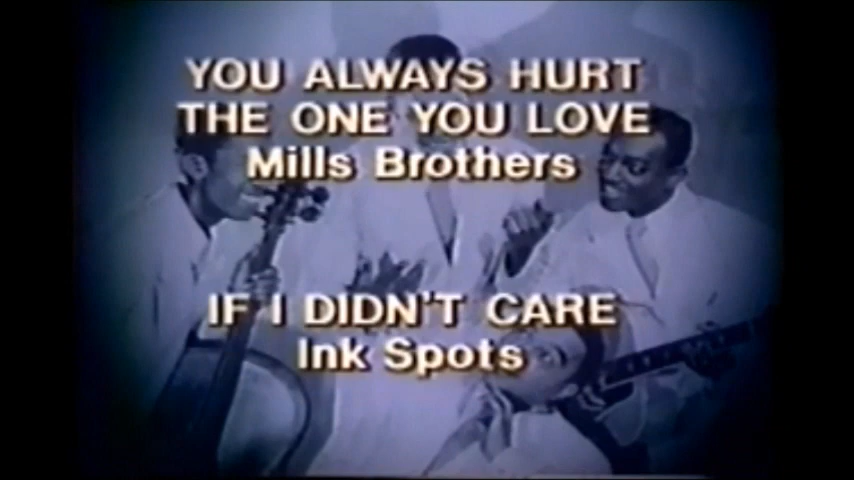 YOU ALWAYS HURT
THE ONE YOU LOVE
Mills Brothers
IF I DIDN'T CARE
Ink Spots